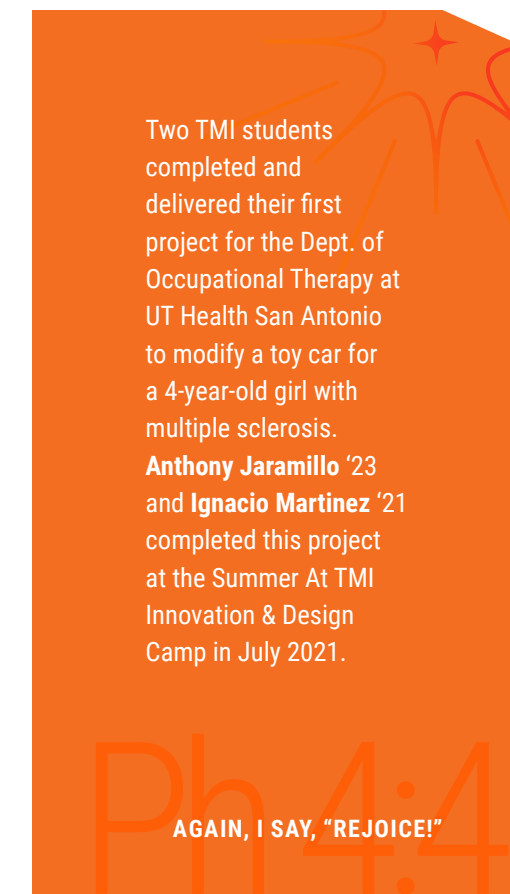 Two TMI students
completed and
delivered their first
project for the Dept. of
Occupational Therapy at
UT Health San Antonio
to modify a toy car for
a 4-year-old girl with
multiple sclerosis.
Anthony Jaramillo ‘23
and Ignacio Martinez ‘21
completed this project
at the Summer At TMI
Innovation & Design
Camp in July 2021.
Ph 4:4
AGAIN, I SAY, “REJOICE!”